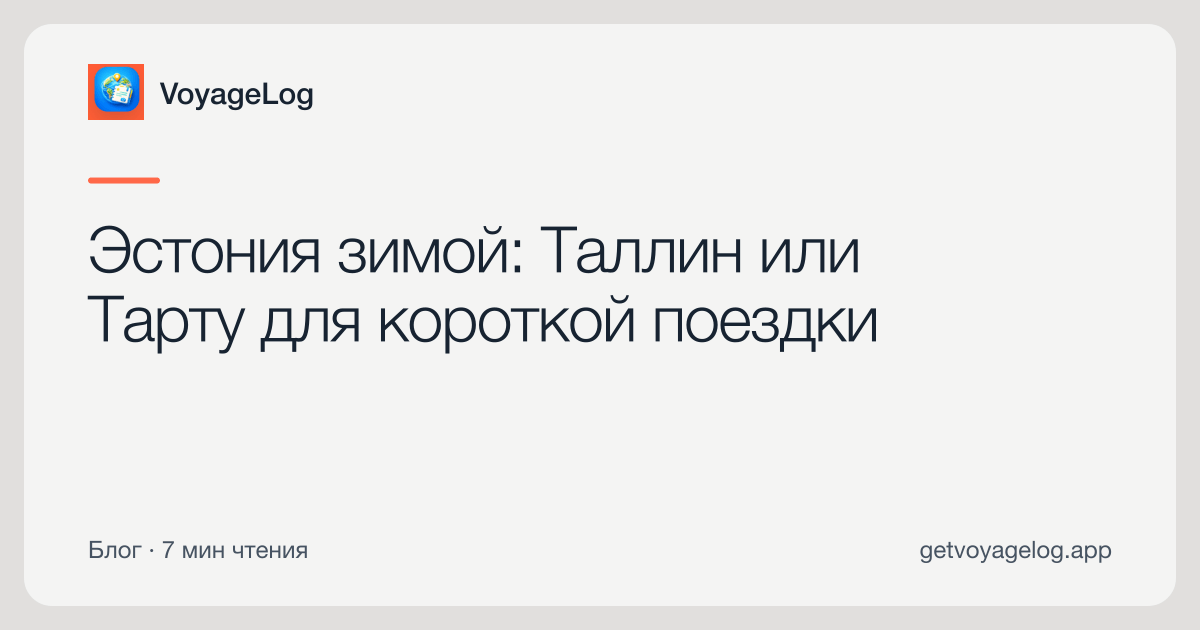 VoyageLog
Эстония зимой: Таллин или
Тарту для короткой поездки
Блог · 7 мин чтения
getvoyagelog.app